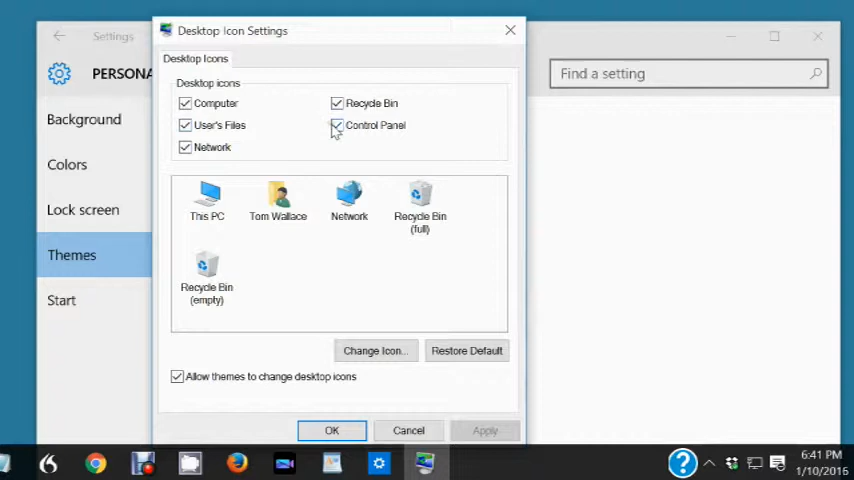 Settings
Desktop Icon Settings
PERSONA
Find a setting
Desktop Icons
Desktop icons
Computer
Recycle Bin
User's Files
Control Panel
Network
Background
Colors
Lock screen
Themes
Start
This PC
Tom Wallace
Network
Recycle Bin
(full)
Recycle Bin
(empty)
Change Icon...
Restore Default
Allow themes to change desktop icons
OK
Cancel
Apply
6:41 PM
1/10/2016